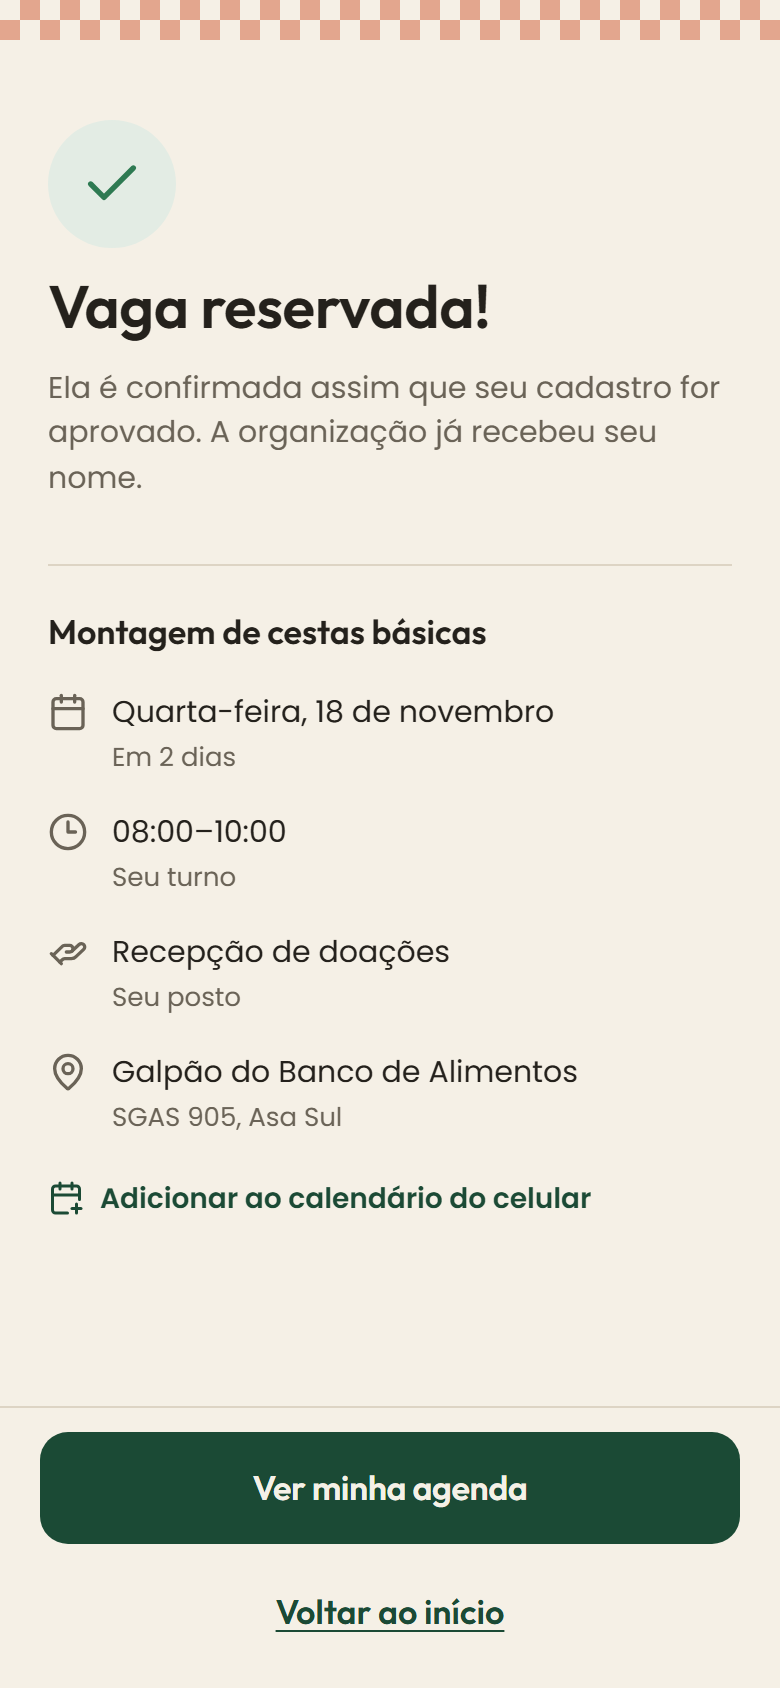 Vaga reservada!
Ela é confirmada assim que seu cadastro for
aprovado. A organização já recebeu seu
nome.
Montagem de cestas básicas
Quarta-feira, 18 de novembro
Em 2 dias
08:00–10:00
Seu turno
Recepção de doações
Seu posto
Galpão do Banco de Alimentos
SGAS 905, Asa Sul
Adicionar ao calendário do celular
Ver minha agenda
Voltar ao início